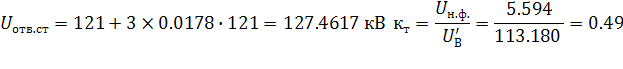 U_отв.ст = 121 + 3 × 0.0178 · 121 = 127.4617 кВ к_т = U_н.ф. / U′_В = 5.594 / 113.180 = 0.49